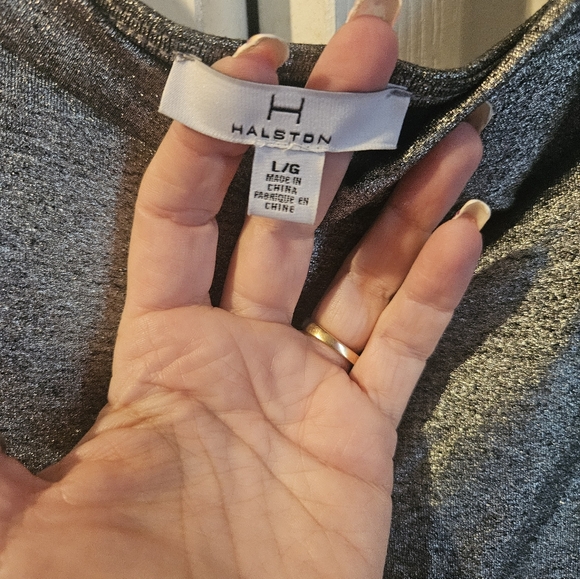 H
HALSTON
L/G
MADE IN
CHINA
FABRIQUE EN
CHINE